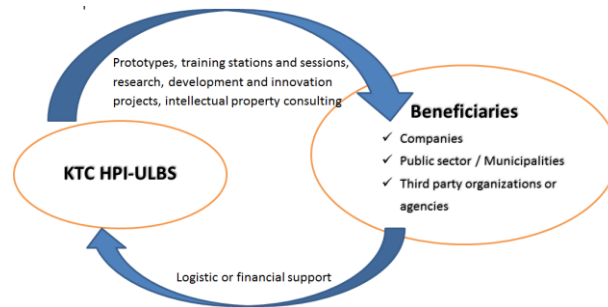 Prototypes, training stations and sessions,
research, development and innovation
projects, intellectual property consulting
Beneficiaries
✓ Companies
✓ Public sector / Municipalities
✓ Third party organizations or
agencies
KTC HPI-ULBS
Logistic or financial support